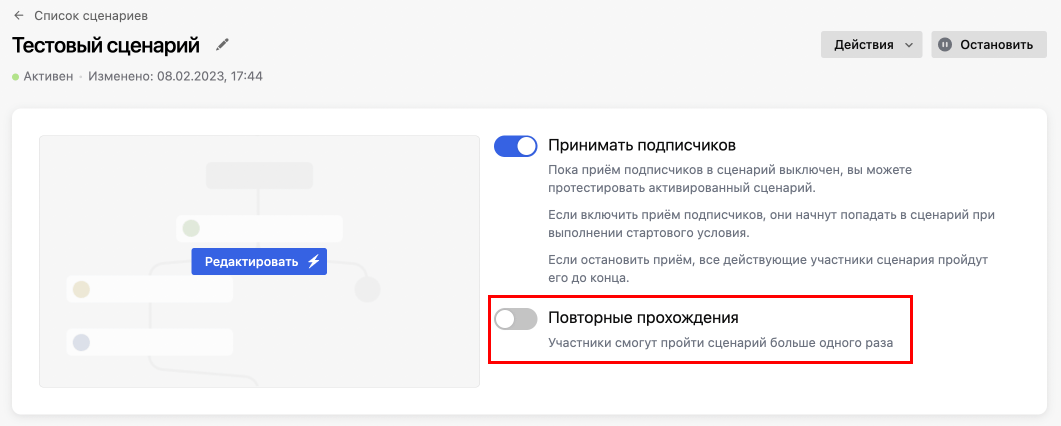 ← Список сценариев
Тестовый сценарий
Действия
Остановить
Активен · Изменено: 08.02.2023, 17:44
Редактировать
Принимать подписчиков
Пока приём подписчиков в сценарий выключен, вы можете
протестировать активированный сценарий.
Если включить приём подписчиков, они начнут попадать в сценарий при
выполнении стартового условия.
Если остановить приём, все действующие участники сценария пройдут
его до конца.
Повторные прохождения
Участники смогут пройти сценарий больше одного раза